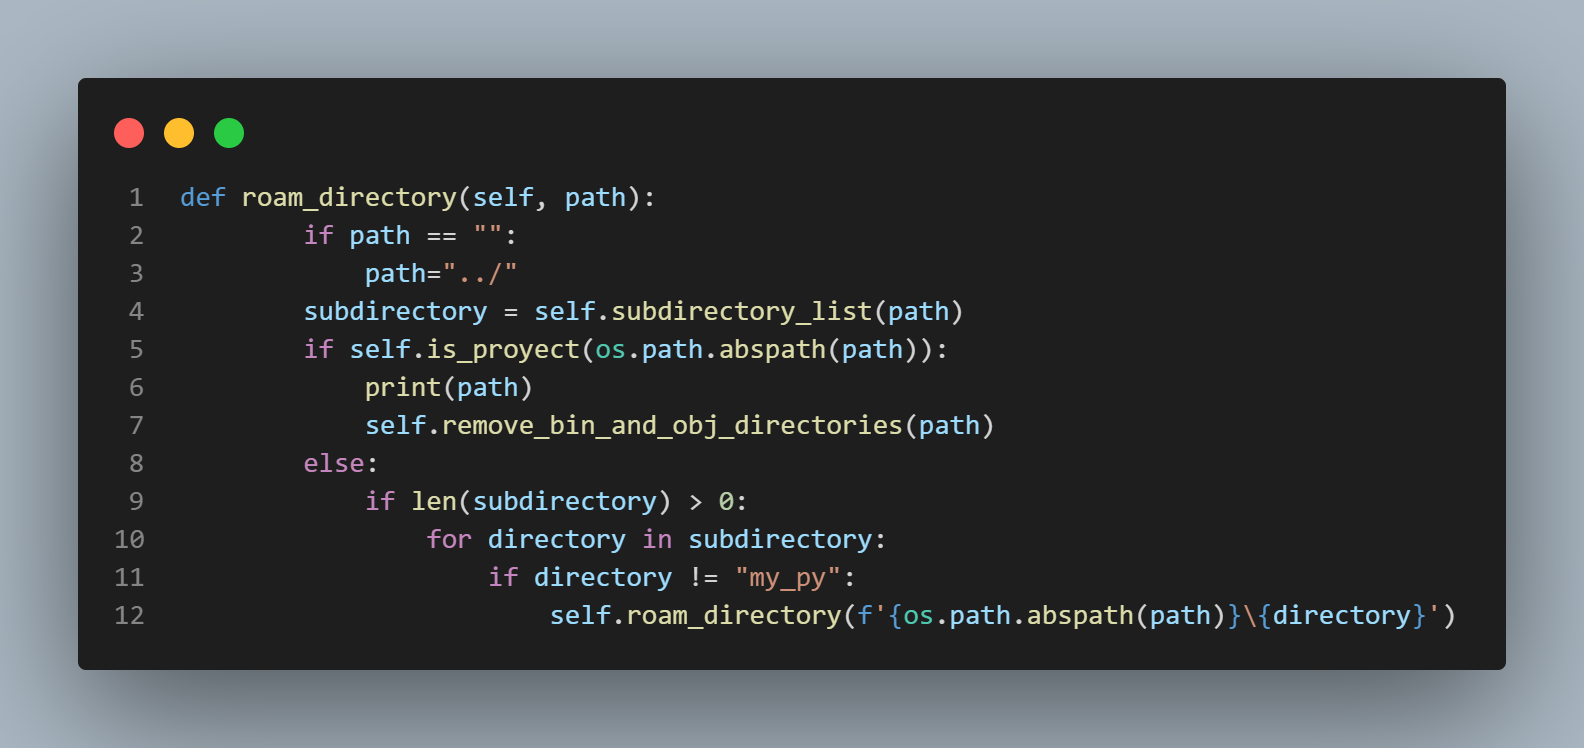 1 def roam_directory(self, path):
2         if path == "":
3             path="../"
4         subdirectory = self.subdirectory_list(path)
5         if self.is_proyect(os.path.abspath(path)):
6             print(path)
7             self.remove_bin_and_obj_directories(path)
8         else:
9             if len(subdirectory) > 0:
10                 for directory in subdirectory:
11                     if directory != "my_py":
12                         self.roam_directory(f'{os.path.abspath(path)}\{directory}')